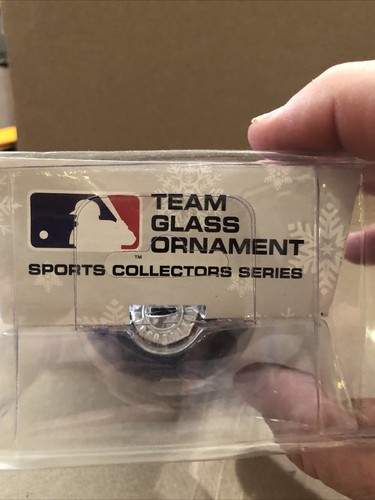 TEAM
GLASS
ORNAMENT
™
SPORTS COLLECTORS SERIES